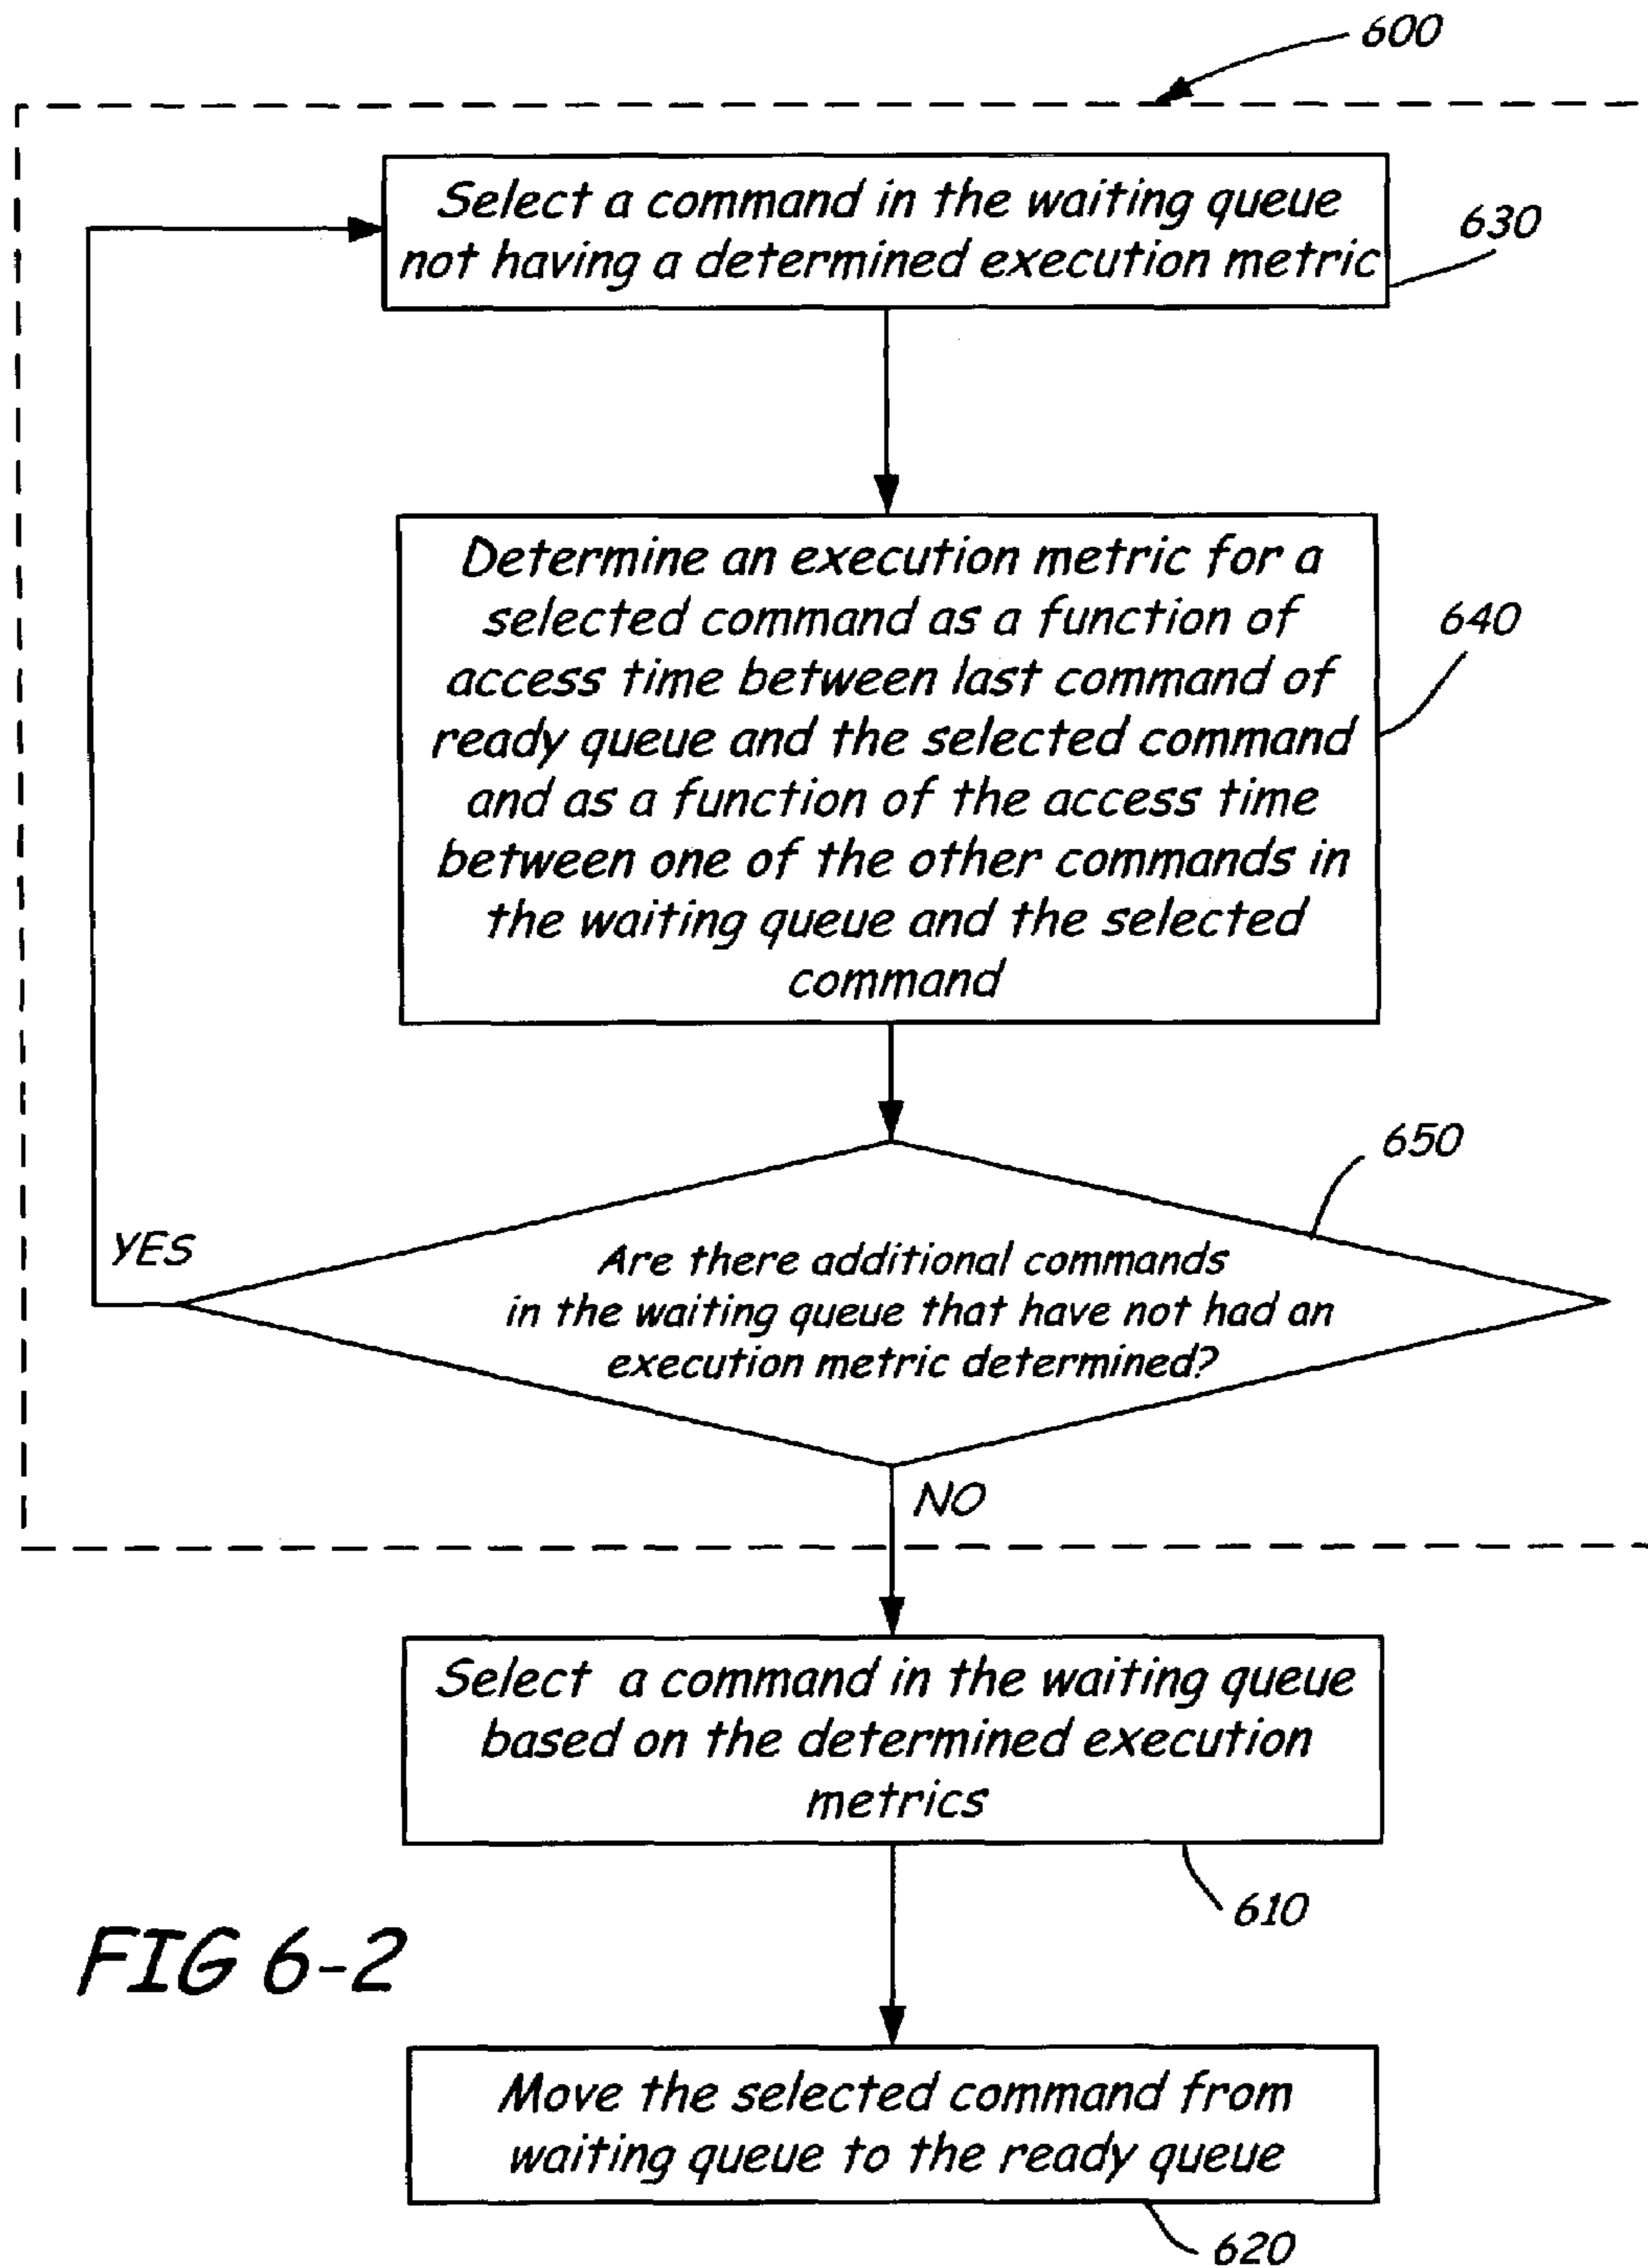 600
Select a command in the waiting queue
not having a determined execution metric
630
Determine an execution metric for a
selected command as a function of
access time between last command of
ready queue and the selected command
and as a function of the access time
between one of the other commands in
the waiting queue and the selected
command
640
650
YES
Are there additional commands
in the waiting queue that have not had an
execution metric determined?
NO
Select a command in the waiting queue
based on the determined execution
metrics
610
FIG 6-2
Move the selected command from
waiting queue to the ready queue
620